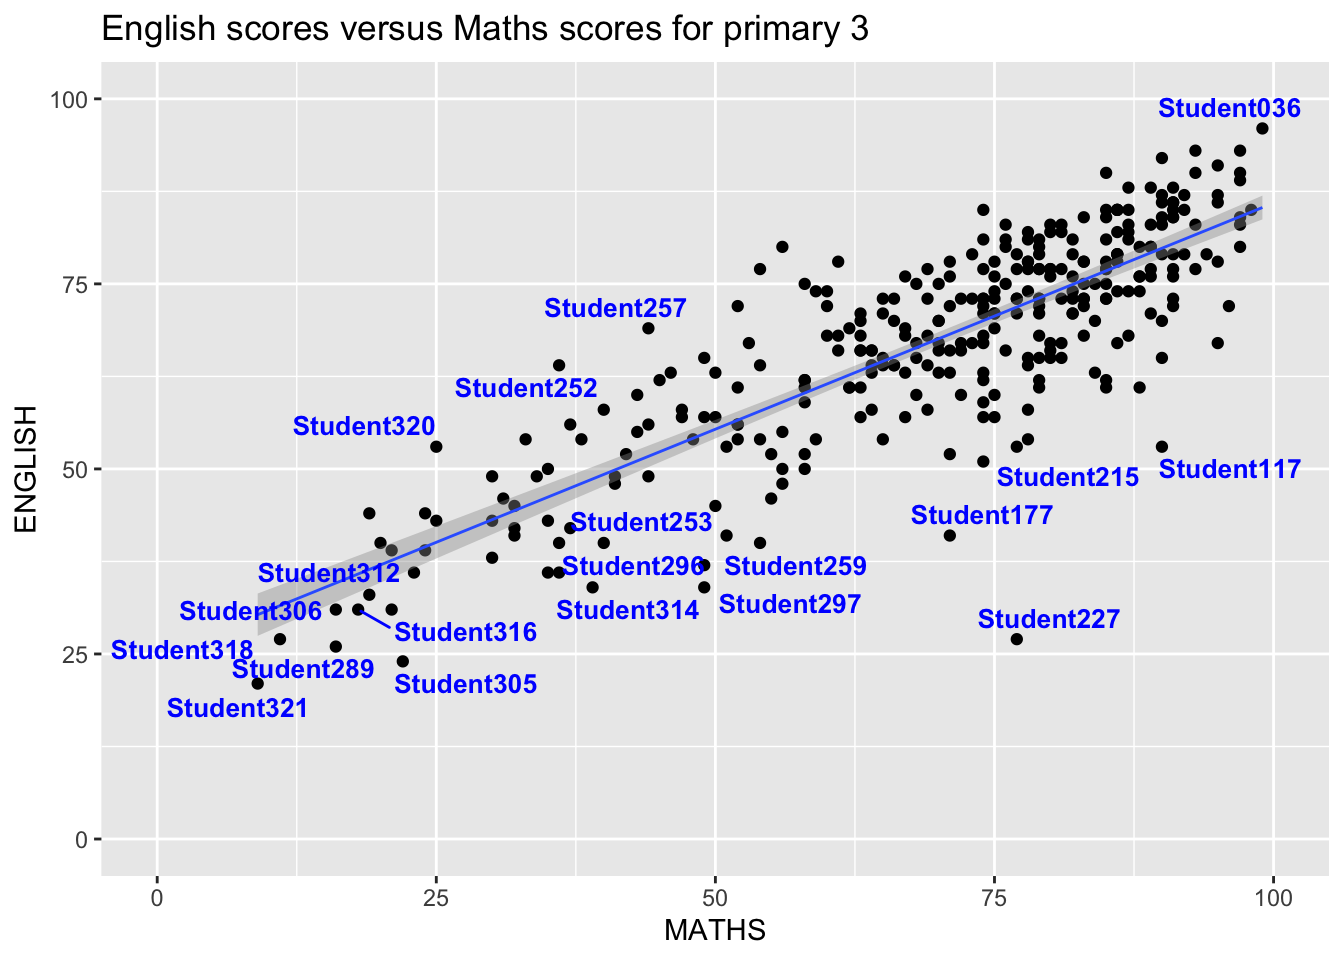 English scores versus Maths scores for primary 3
100
Student036
75
Student257
Student252
Student320
50
Student117
Student215
Student177
Student253
Student296
Student259
Student312
Student297
Student306
Student314
Student227
Student316
25
Student318
Student289
Student305
Student321
0
ENGLISH
0 25 50 75 100
MATHS